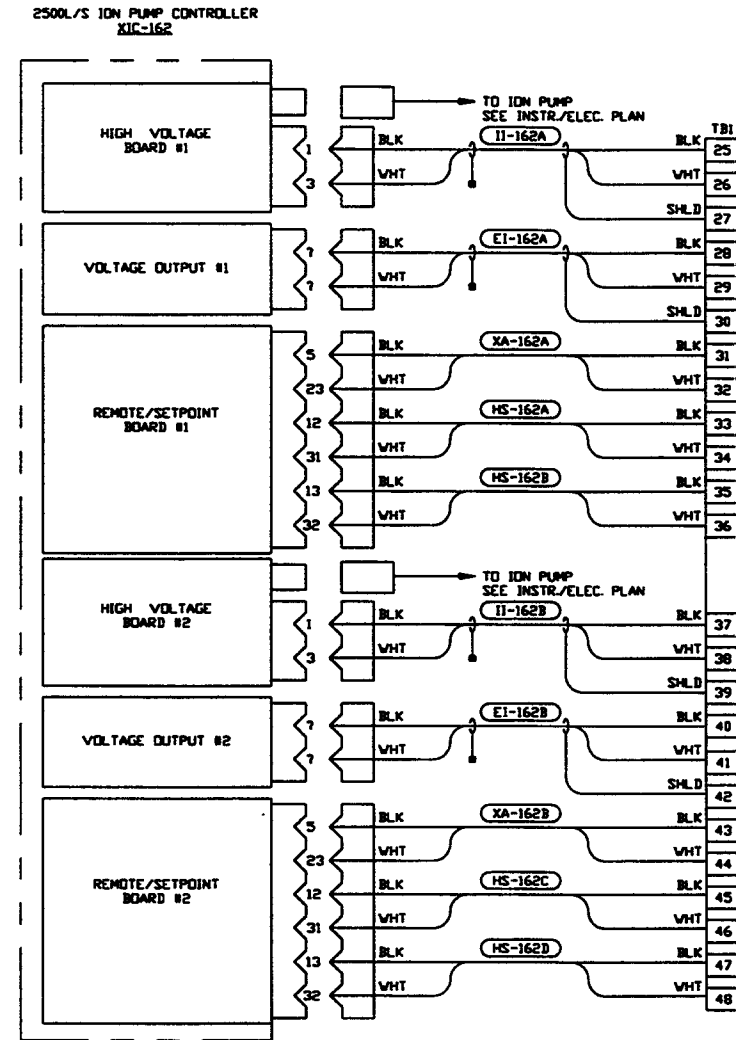 2500L/S ION PUMP CONTROLLER
XIC-162
HIGH VOLTAGE
BOARD #1
TO ION PUMP
SEE INSTR./ELEC. PLAN
TB1
1 BLK II-162A BLK 25
3 WHT WHT 26
SHLD 27
VOLTAGE OUTPUT #1
? BLK EI-162A BLK 28
? WHT WHT 29
SHLD 30
REMOTE/SETPOINT
BOARD #1
5 BLK XA-162A BLK 31
23 WHT WHT 32
12 BLK HS-162A BLK 33
31 WHT WHT 34
13 BLK HS-162B BLK 35
32 WHT WHT 36
HIGH VOLTAGE
BOARD #2
TO ION PUMP
SEE INSTR./ELEC. PLAN
1 BLK II-162B BLK 37
3 WHT WHT 38
SHLD 39
VOLTAGE OUTPUT #2
? BLK EI-162B BLK 40
? WHT WHT 41
SHLD 42
REMOTE/SETPOINT
BOARD #2
5 BLK XA-162B BLK 43
23 WHT WHT 44
12 BLK HS-162C BLK 45
31 WHT WHT 46
13 BLK HS-162D BLK 47
32 WHT WHT 48